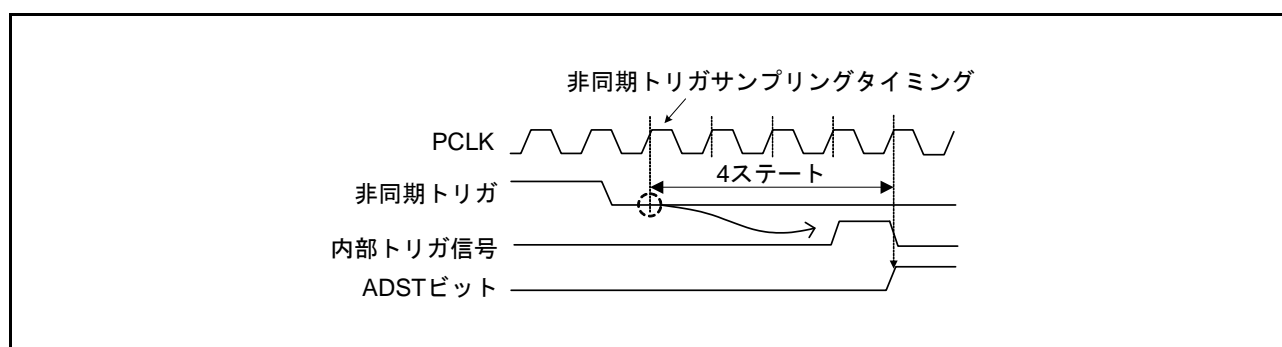 非同期トリガサンプリングタイミング
PCLK
4ステート
非同期トリガ
内部トリガ信号
ADSTビット